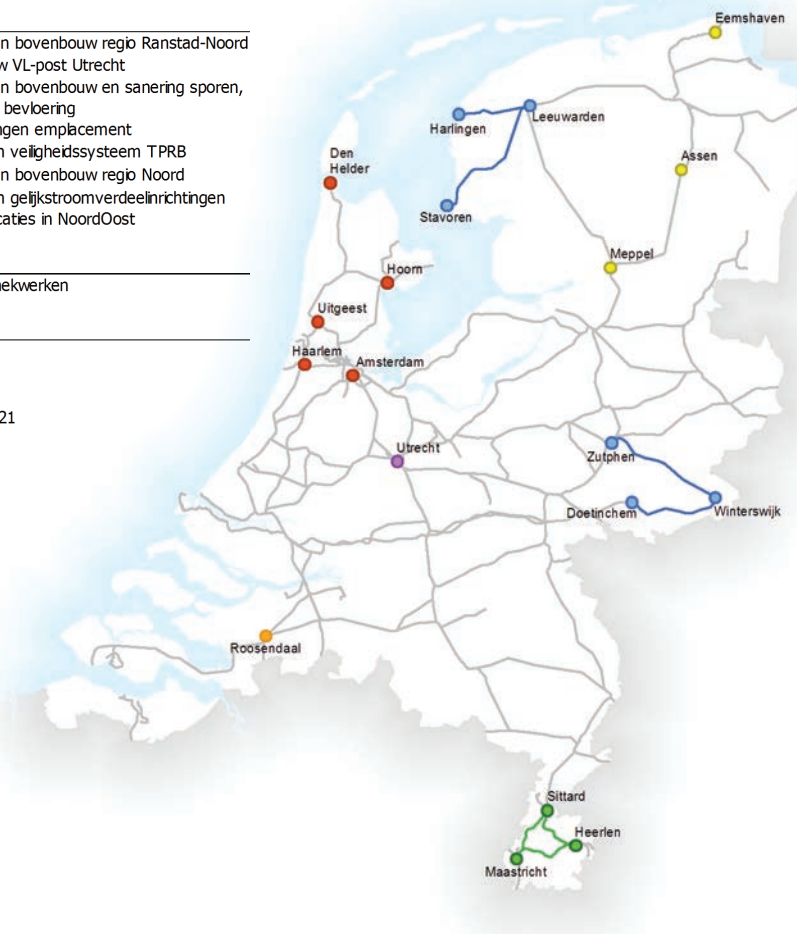 n bovenbouw regio Ranstad-Noord
w VL-post Utrecht
n bovenbouw en sanering sporen,
bevloering
ngen emplacement
n veiligheidssysteem TPRB
n bovenbouw regio Noord
n gelijkstroomverdeelinrichtingen
caties in NoordOost
ekwerken
21
Eemshaven
Leeuwarden
Harlingen
Den
Helder
Assen
Stavoren
Meppel
Hoorn
Uitgeest
Haarlem
Amsterdam
Utrecht
Zutphen
Doetinchem
Winterswijk
Roosendaal
Sittard
Heerlen
Maastricht